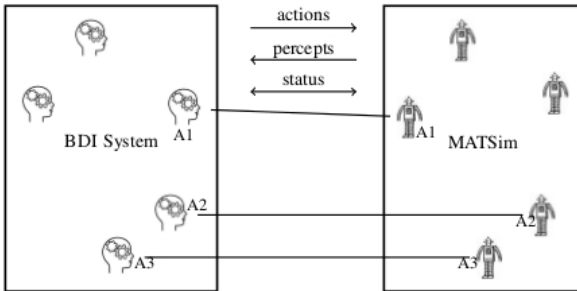 actions
percepts
status
A1
BDI System
A1
MATSim
A2
A2
A3
A3